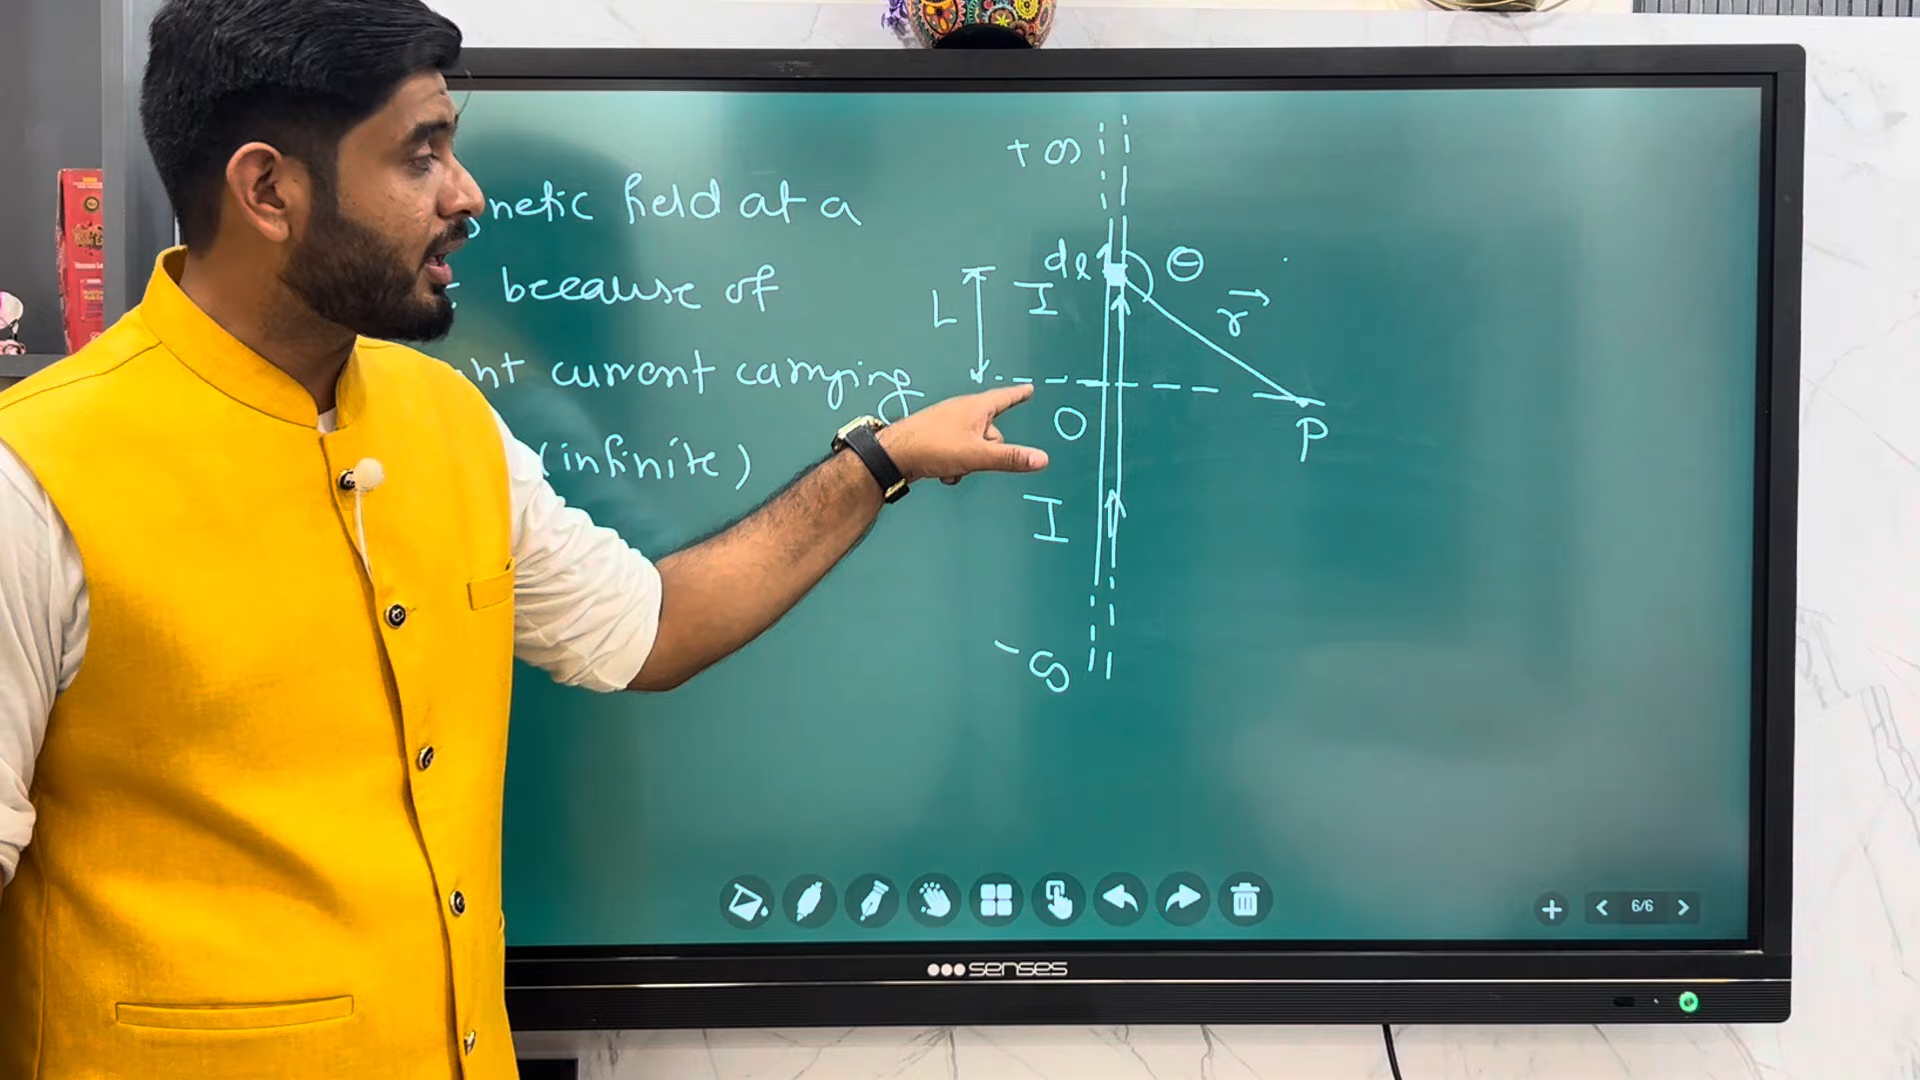 netic field at a
because of
nt current carrying
(infinite)
+ ∞
dl
θ
L
I
r
O
P
I
- ∞
6/6
senses